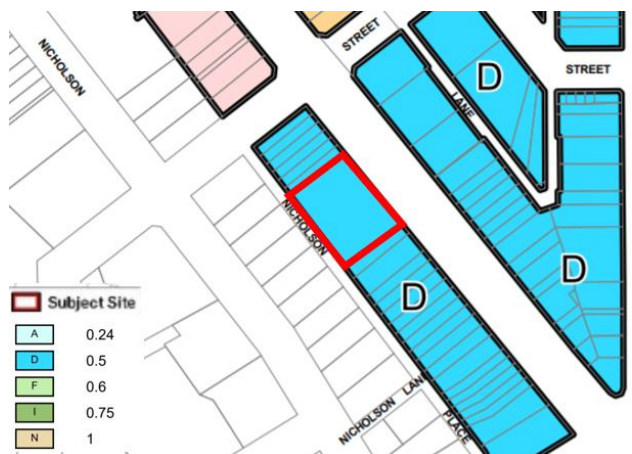 NICHOLSON
STREET
D
STREET
LANE
NICHOLSON
D
D
Subject Site
A 0.24
D 0.5
F 0.6
I 0.75
N 1
NICHOLSON LANE
PLACE